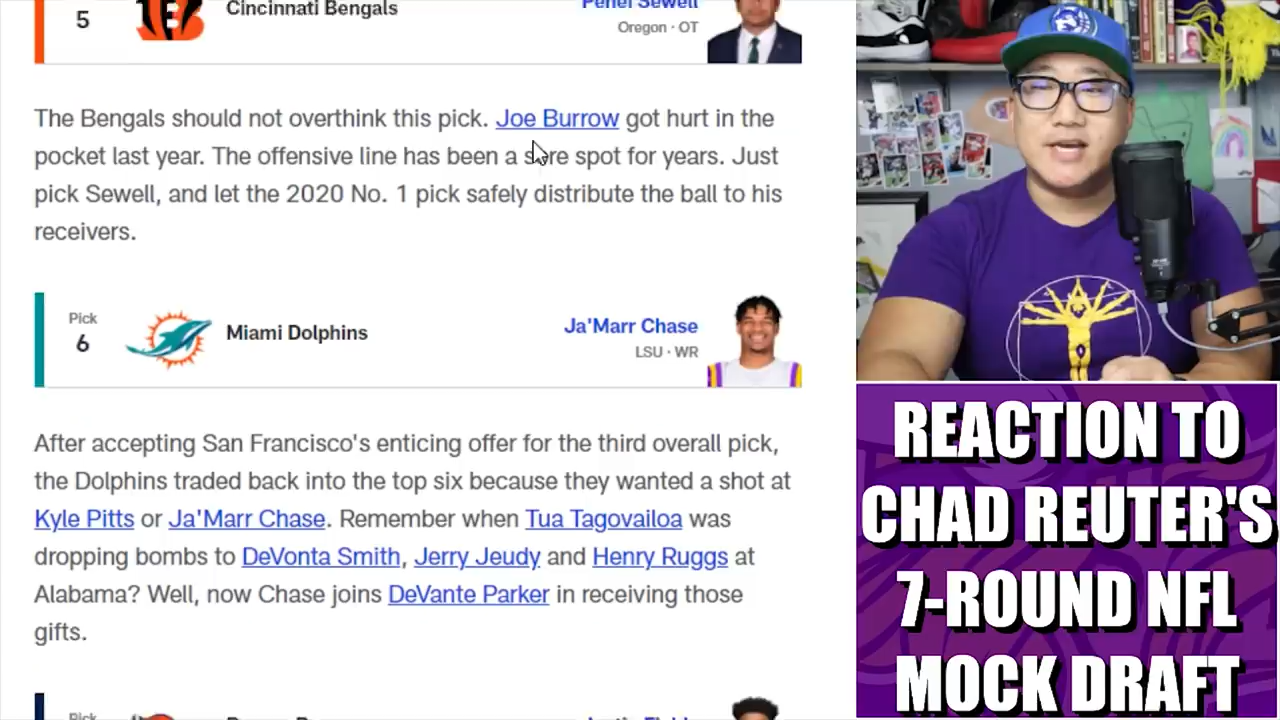 5
Cincinnati Bengals
Penei Sewell
Oregon · OT
The Bengals should not overthink this pick. Joe Burrow got hurt in the
pocket last year. The offensive line has been a sore spot for years. Just
pick Sewell, and let the 2020 No. 1 pick safely distribute the ball to his
receivers.
Pick
6
Miami Dolphins
Ja'Marr Chase
LSU · WR
After accepting San Francisco's enticing offer for the third overall pick,
the Dolphins traded back into the top six because they wanted a shot at
Kyle Pitts or Ja'Marr Chase. Remember when Tua Tagovailoa was
dropping bombs to DeVonta Smith, Jerry Jeudy and Henry Ruggs at
Alabama? Well, now Chase joins DeVante Parker in receiving those
gifts.
Pick
REACTION TO
CHAD REUTER'S
7-ROUND NFL
MOCK DRAFT